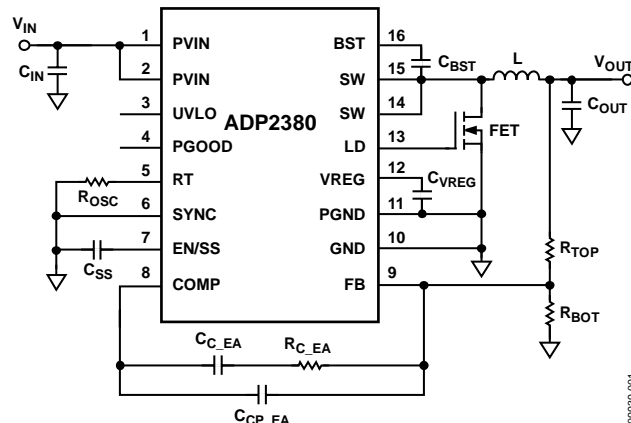 VIN
CIN
1 PVIN
2 PVIN
3 UVLO
4 PGOOD
5 RT
ROSC
6 SYNC
7 EN/SS
CSS
8 COMP
ADP2380
BST 16
CBST
SW 15
SW 14
LD 13
VREG 12
CVREG
PGND 11
GND 10
FB 9
L
VOUT
COUT
FET
RTOP
RBOT
CC_EA
RC_EA
CCP_EA